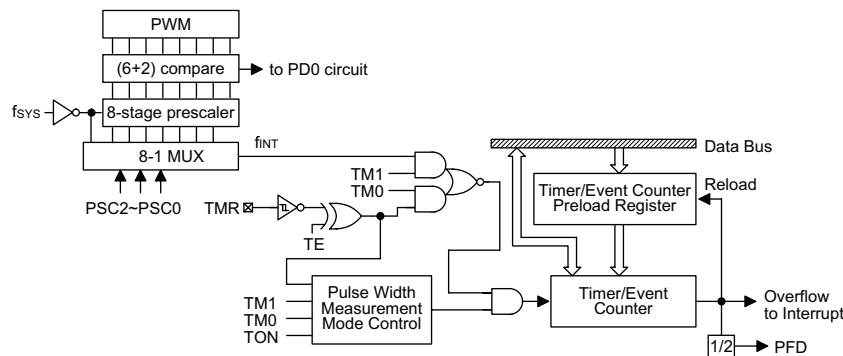 PWM
(6+2) compare
to PD0 circuit
fSYS
8-stage prescaler
8-1 MUX
fINT
PSC2~PSC0
TM1
TM0
TMR
TE
Data Bus
Timer/Event Counter
Preload Register
Reload
TM1
TM0
TON
Pulse Width
Measurement
Mode Control
Timer/Event
Counter
Overflow
to Interrupt
1/2
PFD